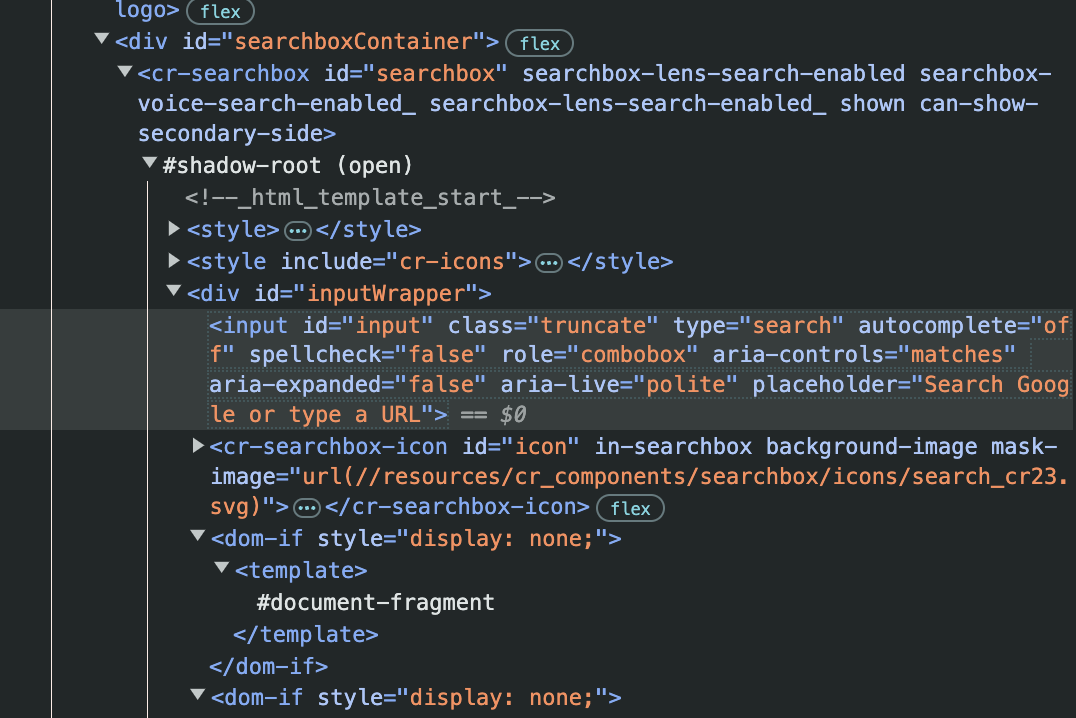 logo> flex
<div id="searchboxContainer"> flex
<cr-searchbox id="searchbox" searchbox-lens-search-enabled searchbox-
voice-search-enabled_ searchbox-lens-search-enabled_ shown can-show-
secondary-side>
#shadow-root (open)
<!--_html_template_start_-->
<style>…</style>
<style include="cr-icons">…</style>
<div id="inputWrapper">
<input id="input" class="truncate" type="search" autocomplete="of
f" spellcheck="false" role="combobox" aria-controls="matches"
aria-expanded="false" aria-live="polite" placeholder="Search Goog
le or type a URL"> == $0
<cr-searchbox-icon id="icon" in-searchbox background-image mask-
image="url(//resources/cr_components/searchbox/icons/search_cr23.
svg)">…</cr-searchbox-icon> flex
<dom-if style="display: none;">
<template>
#document-fragment
</template>
</dom-if>
<dom-if style="display: none;">